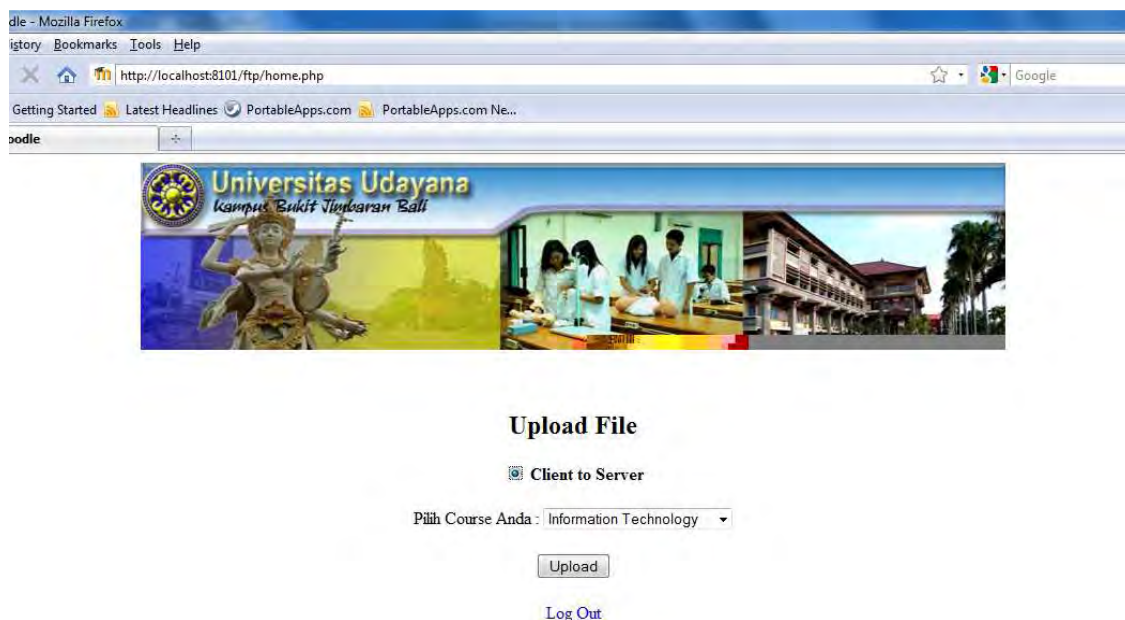 dle - Mozilla Firefox
istory Bookmarks Tools Help
http://localhost:8101/ftp/home.php
Google
Getting Started Latest Headlines PortableApps.com PortableApps.com Ne...
oodle
Universitas Udayana
Kampus Bukit Jimbaran Bali
Upload File
Client to Server
Pilih Course Anda : Information Technology
Upload
Log Out